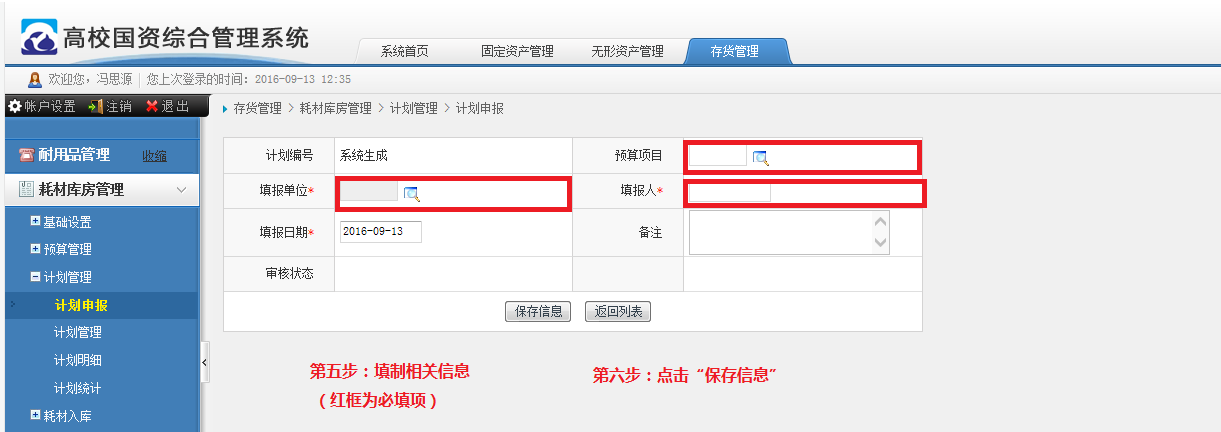 高校国资综合管理系统
系统首页 固定资产管理 无形资产管理 存货管理
欢迎您，冯思源 您上次登录的时间：2016-09-13 12:35
帐户设置 注销 退出
存货管理 > 耗材库房管理 > 计划管理 > 计划申报
耐用品管理 收缩
耗材库房管理
基础设置
预算管理
计划管理
计划申报
计划管理
计划明细
计划统计
耗材入库
计划编号 系统生成 预算项目
填报单位* 填报人*
填报日期* 2016-09-13 备注
审核状态
保存信息 返回列表
第五步：填制相关信息
（红框为必填项）
第六步：点击“保存信息”